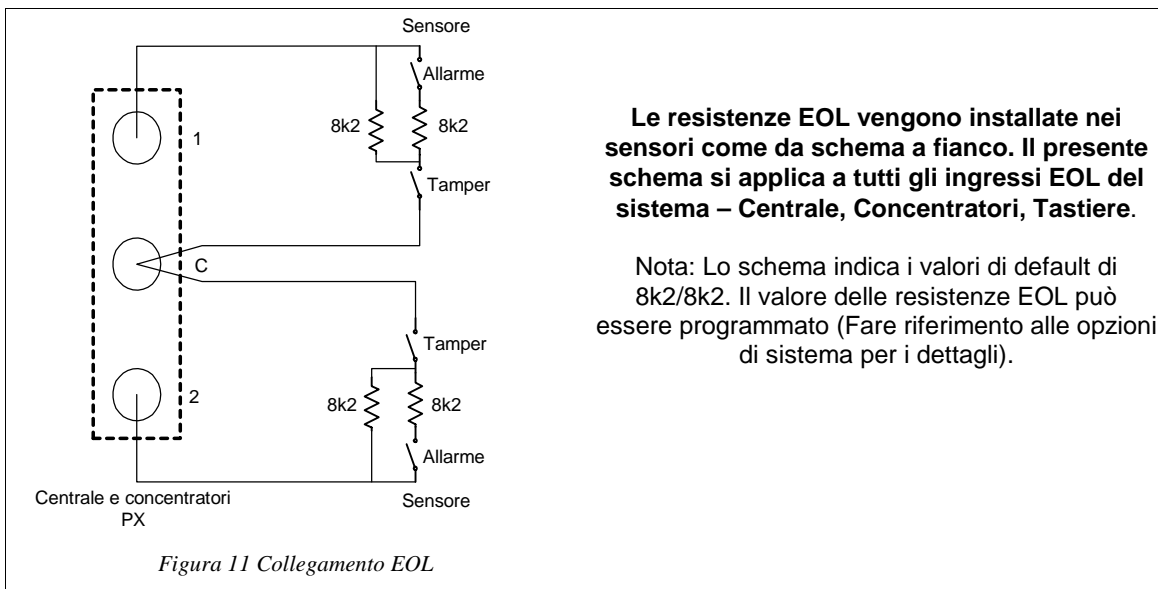 Sensore
Allarme
8k2
8k2
1
Tamper
C
Tamper
8k2
8k2
2
Allarme
Sensore
Centrale e concentratori
PX
Figura 11 Collegamento EOL
Le resistenze EOL vengono installate nei
sensori come da schema a fianco. Il presente
schema si applica a tutti gli ingressi EOL del
sistema – Centrale, Concentratori, Tastiere.
Nota: Lo schema indica i valori di default di
8k2/8k2. Il valore delle resistenze EOL può
essere programmato (Fare riferimento alle opzioni
di sistema per i dettagli).